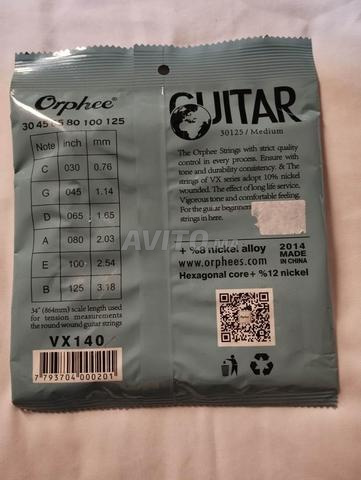 Orphee®
30 45 65 80 100 125
Note inch mm
C 030 0.76
G 045 1.14
D 065 1.65
A 080 2.03
E 100 2.54
B 125 3.18
34" (864mm) scale length used
for tension measurements
the round wound guitar strings
VX140
7 793704 000201
GUITAR
30125 / Medium
The Orphee Strings with strict quality
control in every process. Ensure with
tone and durability consistency. & The
strings of VX series adopt 10% nickel
wounded. The effect of long life service,
Vigorous tone and comfortable feeling.
For the guitar beginners
strings in here.
+ %8 nickel alloy
www.orphees.com
Hexagonal core+ %12 nickel
2014
MADE
IN CHINA
AVITO.ma